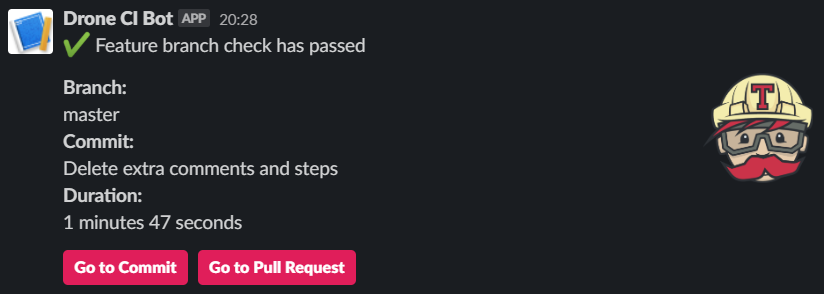 Drone CI Bot APP 20:28
✔ Feature branch check has passed
Branch:
master
Commit:
Delete extra comments and steps
Duration:
1 minutes 47 seconds
T
Go to Commit Go to Pull Request